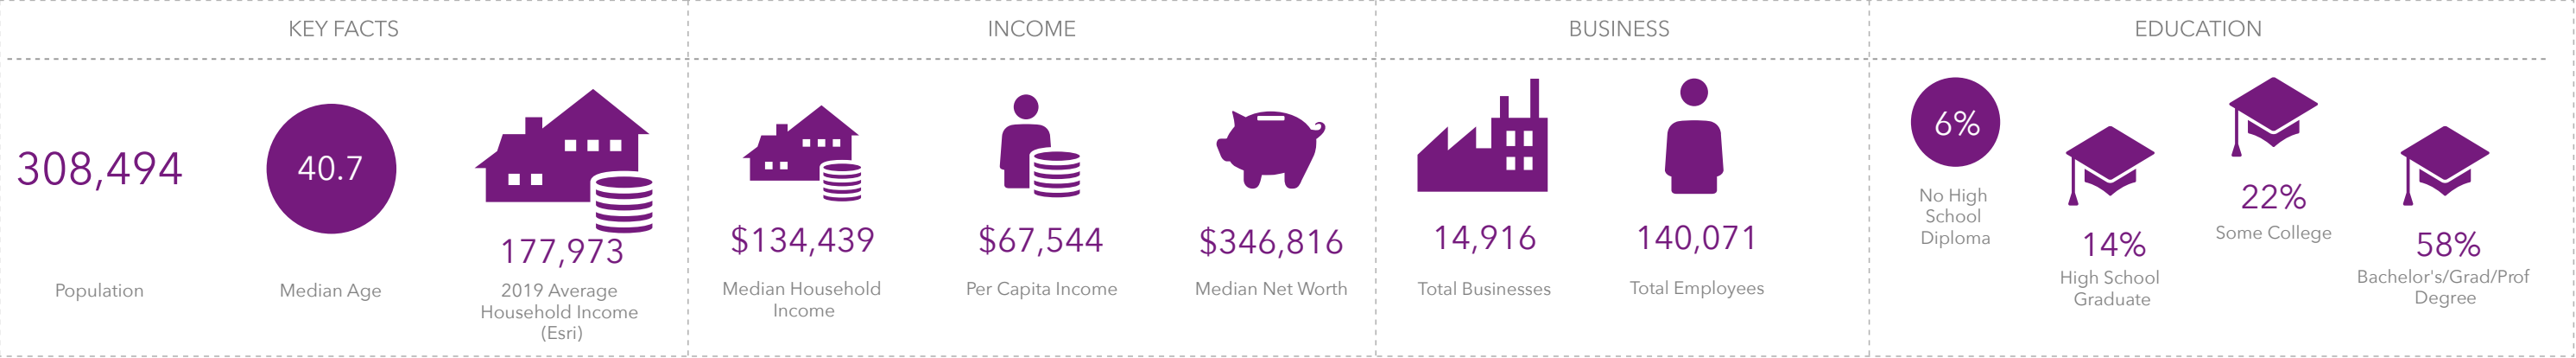 KEY FACTS
308,494
Population
40.7
Median Age
177,973
2019 Average
Household Income
(Esri)
INCOME
$134,439
Median Household
Income
$67,544
Per Capita Income
$346,816
Median Net Worth
BUSINESS
14,916
Total Businesses
140,071
Total Employees
EDUCATION
6%
No High
School
Diploma
14%
High School
Graduate
22%
Some College
58%
Bachelor's/Grad/Prof
Degree